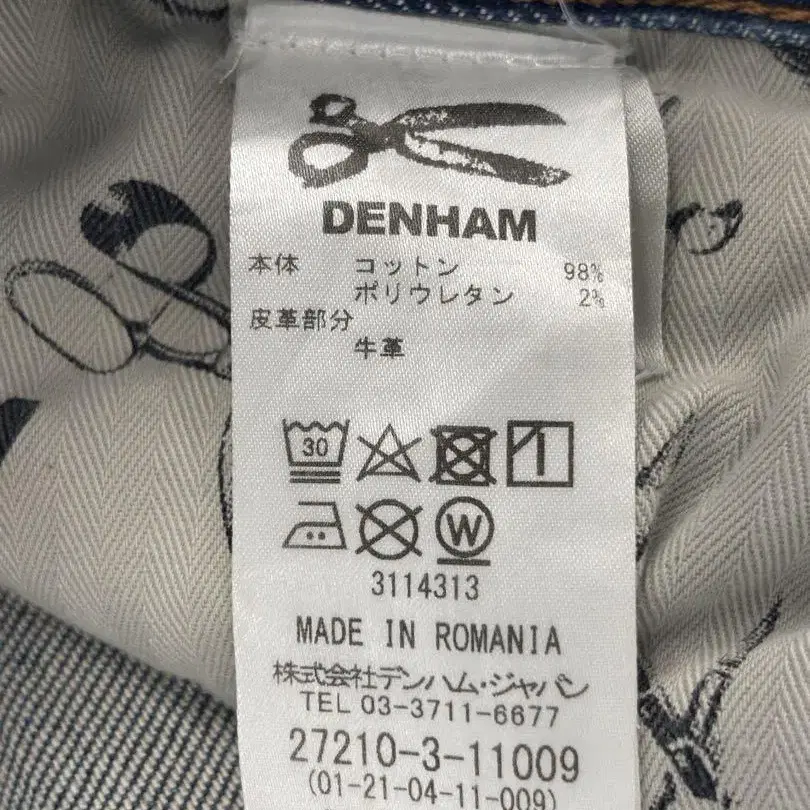 DENHAM
本体 コットン 98%
ポリウレタン 2%
皮革部分
牛革
30
W
3114313
MADE IN ROMANIA
株式会社デンハム・ジャパン
TEL 03-3711-6677
27210-3-11009
(01-21-04-11-009)